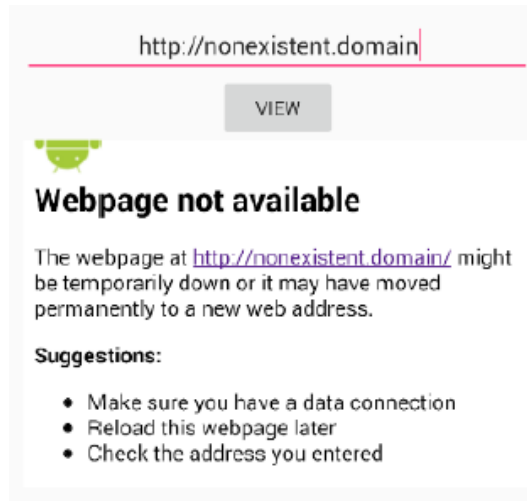 http://nonexistent.domain
VIEW
Webpage not available
The webpage at http://nonexistent.domain/ might
be temporarily down or it may have moved
permanently to a new web address.
Suggestions:
• Make sure you have a data connection
• Reload this webpage later
• Check the address you entered